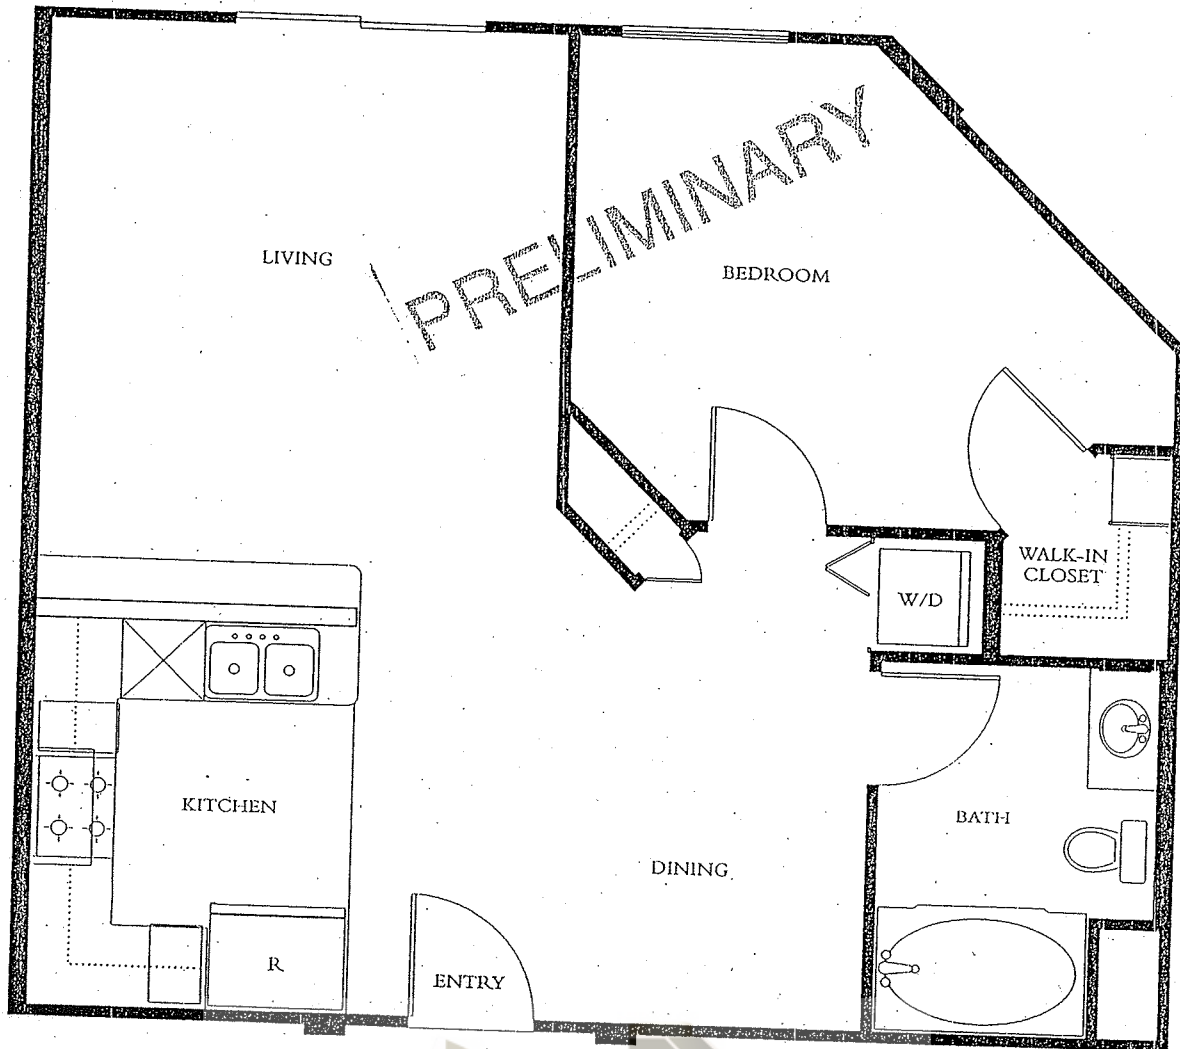 LIVING
PRELIMINARY
BEDROOM
WALK-IN
CLOSET
W/D
KITCHEN
BATH
DINING
R
ENTRY